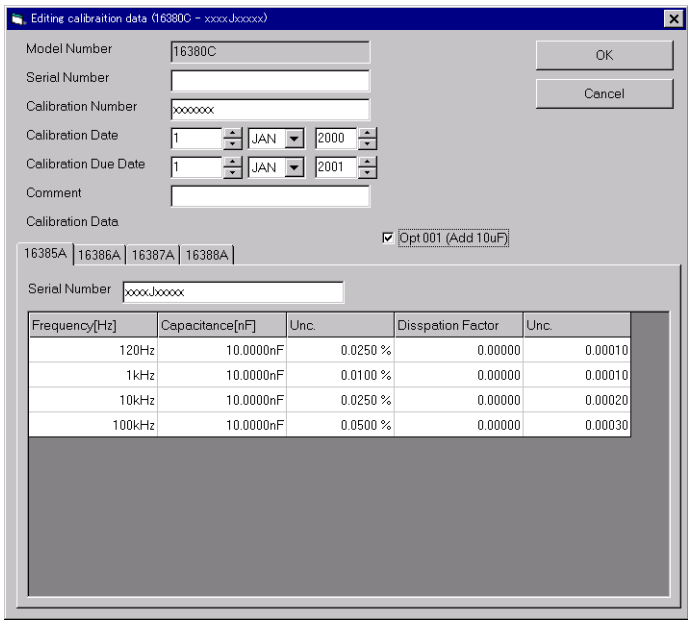 Editing calibraition data (16380C - xxxxJxxxxx)
Model Number 16380C
OK
Serial Number
Cancel
Calibration Number xxxxxxx
Calibration Date 1 JAN 2000
Calibration Due Date 1 JAN 2001
Comment
Calibration Data
Opt 001 (Add 10uF)
16385A 16386A 16387A 16388A
Serial Number xxxxJxxxxx
Frequency[Hz] Capacitance[nF] Unc. Disspation Factor Unc.
120Hz 10.0000nF 0.0250 % 0.00000 0.00010
1kHz 10.0000nF 0.0100 % 0.00000 0.00010
10kHz 10.0000nF 0.0250 % 0.00000 0.00020
100kHz 10.0000nF 0.0500 % 0.00000 0.00030